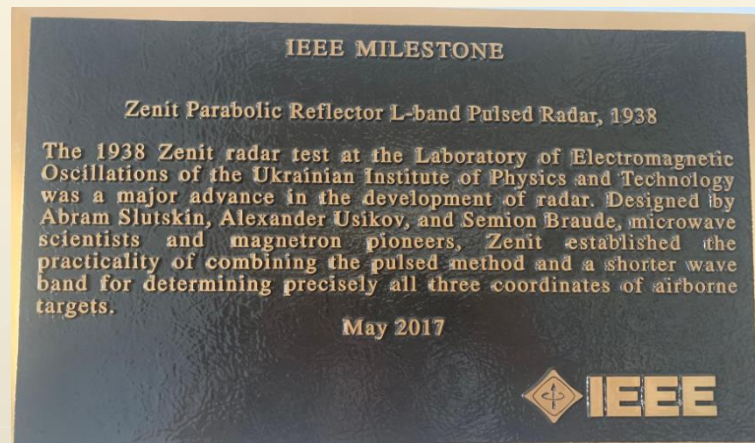 IEEE MILESTONE
Zenit Parabolic Reflector L-band Pulsed Radar, 1938
The 1938 Zenit radar test at the Laboratory of Electromagnetic
Oscillations of the Ukrainian Institute of Physics and Technology
was a major advance in the development of radar. Designed by
Abram Slutskin, Alexander Usikov, and Semion Braude, microwave
scientists and magnetron pioneers, Zenit established the
practicality of combining the pulsed method and a shorter wave
band for determining precisely all three coordinates of airborne
targets.
May 2017
IEEE